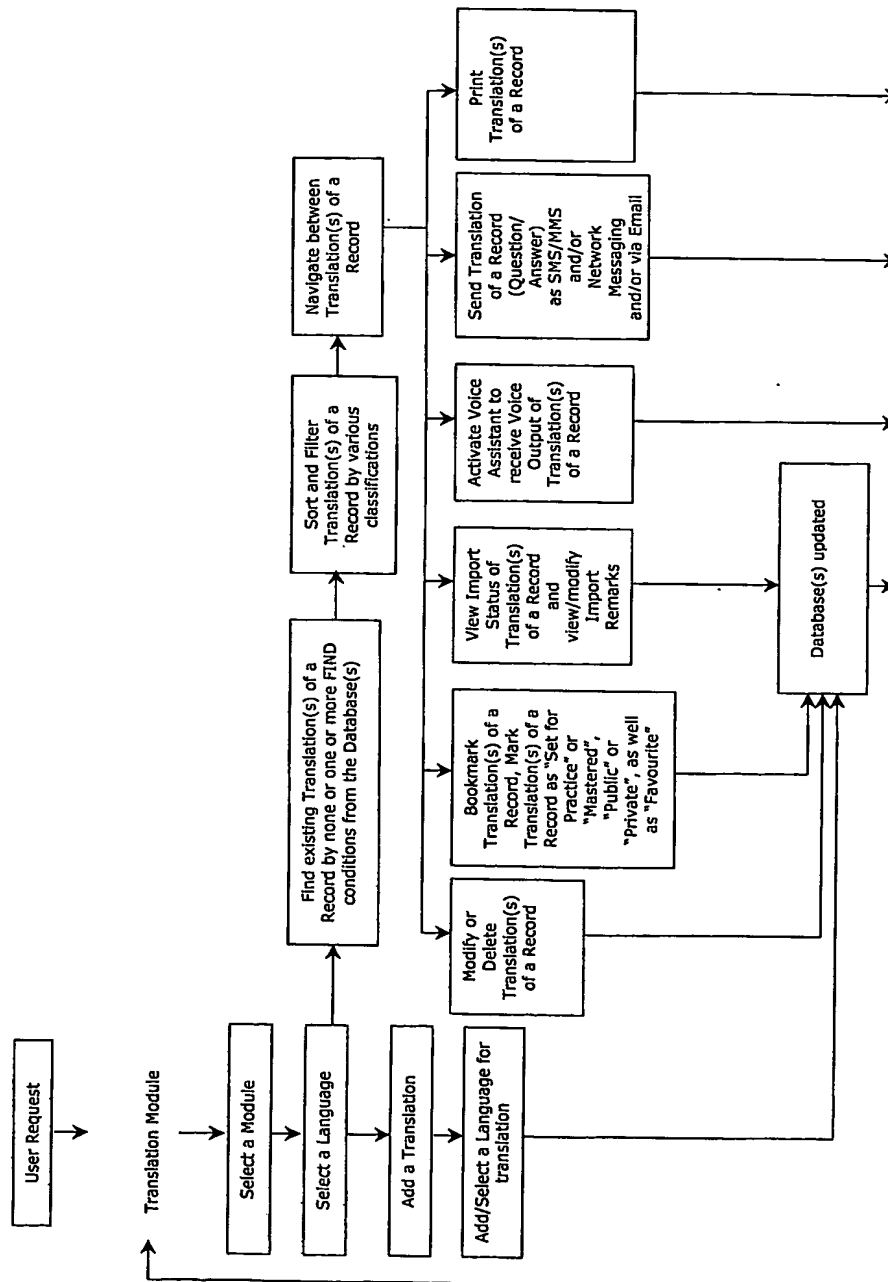 User Request
Translation Module
Select a Module
Select a Language
Add a Translation
Add/Select a Language for
translation
Find existing Translation(s) of a
Record by none or one or more FIND
conditions from the Database(s)
Sort and Filter
Translation(s) of a
Record by various
classifications
Navigate between
Translation(s) of a
Record
Modify or
Delete
Translation(s)
of a Record
Bookmark
Translation(s) of a
Record, Mark
Translation(s) of a
Record as "Set for
Practice" or
"Mastered",
"Public" or
"Private", as well
as "Favourite"
View Import
Status of
Translation(s)
of a Record
and
view/modify
Import
Remarks
Activate Voice
Assistant to
receive Voice
Output of
Translation(s)
of a Record
Send Translation
of a Record
(Question/
Answer)
as SMS/MMS
and/or
Network
Messaging
and/or via Email
Print
Translation(s)
of a Record
Database(s) updated